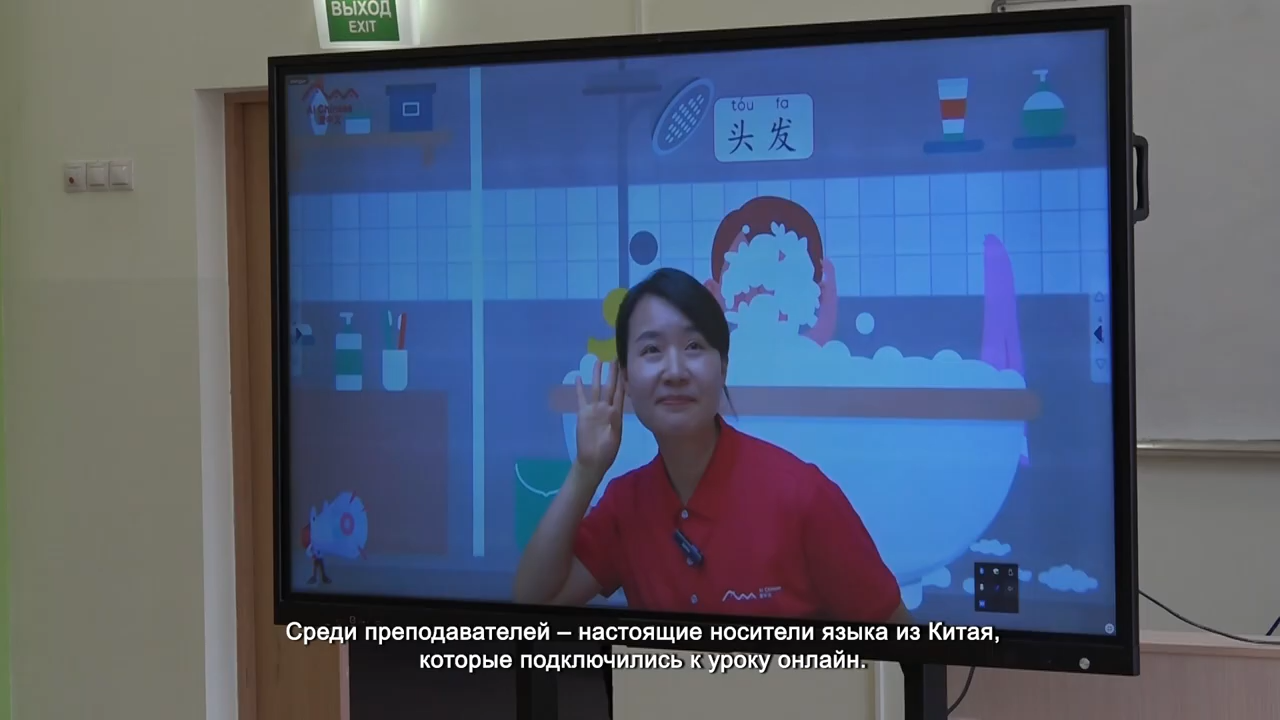 ВЫХОД
EXIT
tóu fa
头发
Среди преподавателей – настоящие носители языка из Китая,
которые подключились к уроку онлайн.